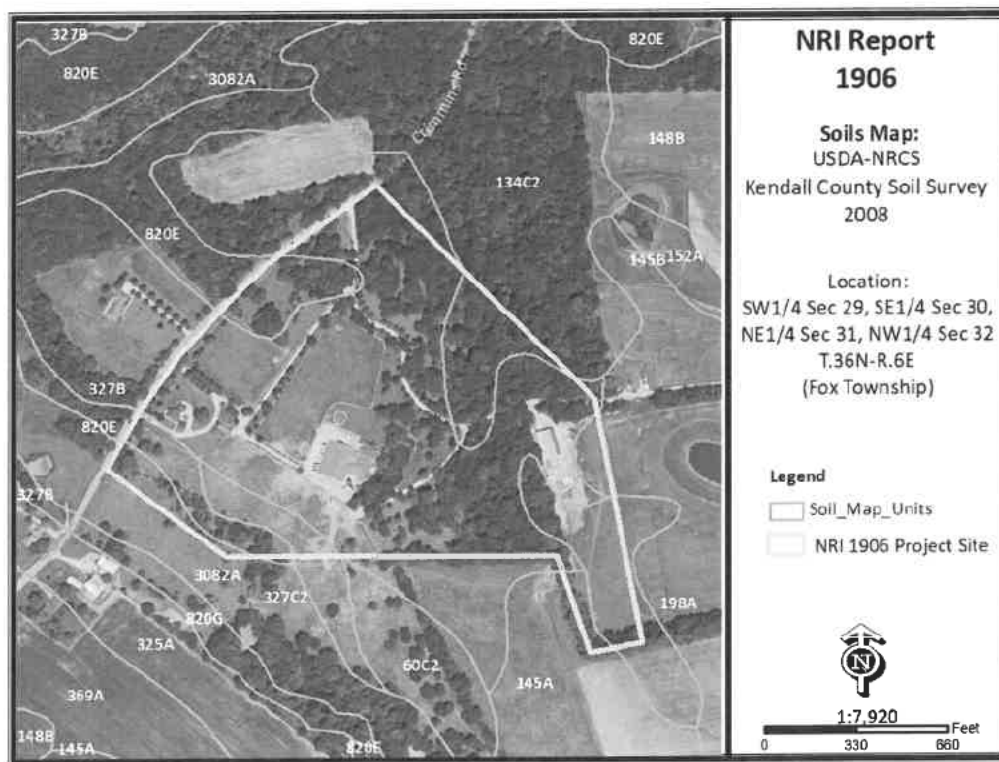 327B
820E
3082A
Crimmins Rd
820E
148B
134C2
820E
145B
152A
327B
820E
327B
3082A
327C2
820G
325A
60C2
145A
198A
369A
148B
145A
820E
NRI Report
1906
Soils Map:
USDA-NRCS
Kendall County Soil Survey
2008
Location:
SW1/4 Sec 29, SE1/4 Sec 30,
NE1/4 Sec 31, NW1/4 Sec 32
T.36N-R.6E
(Fox Township)
Legend
Soil_Map_Units
NRI 1906 Project Site
N
1:7,920
Feet
0 330 660